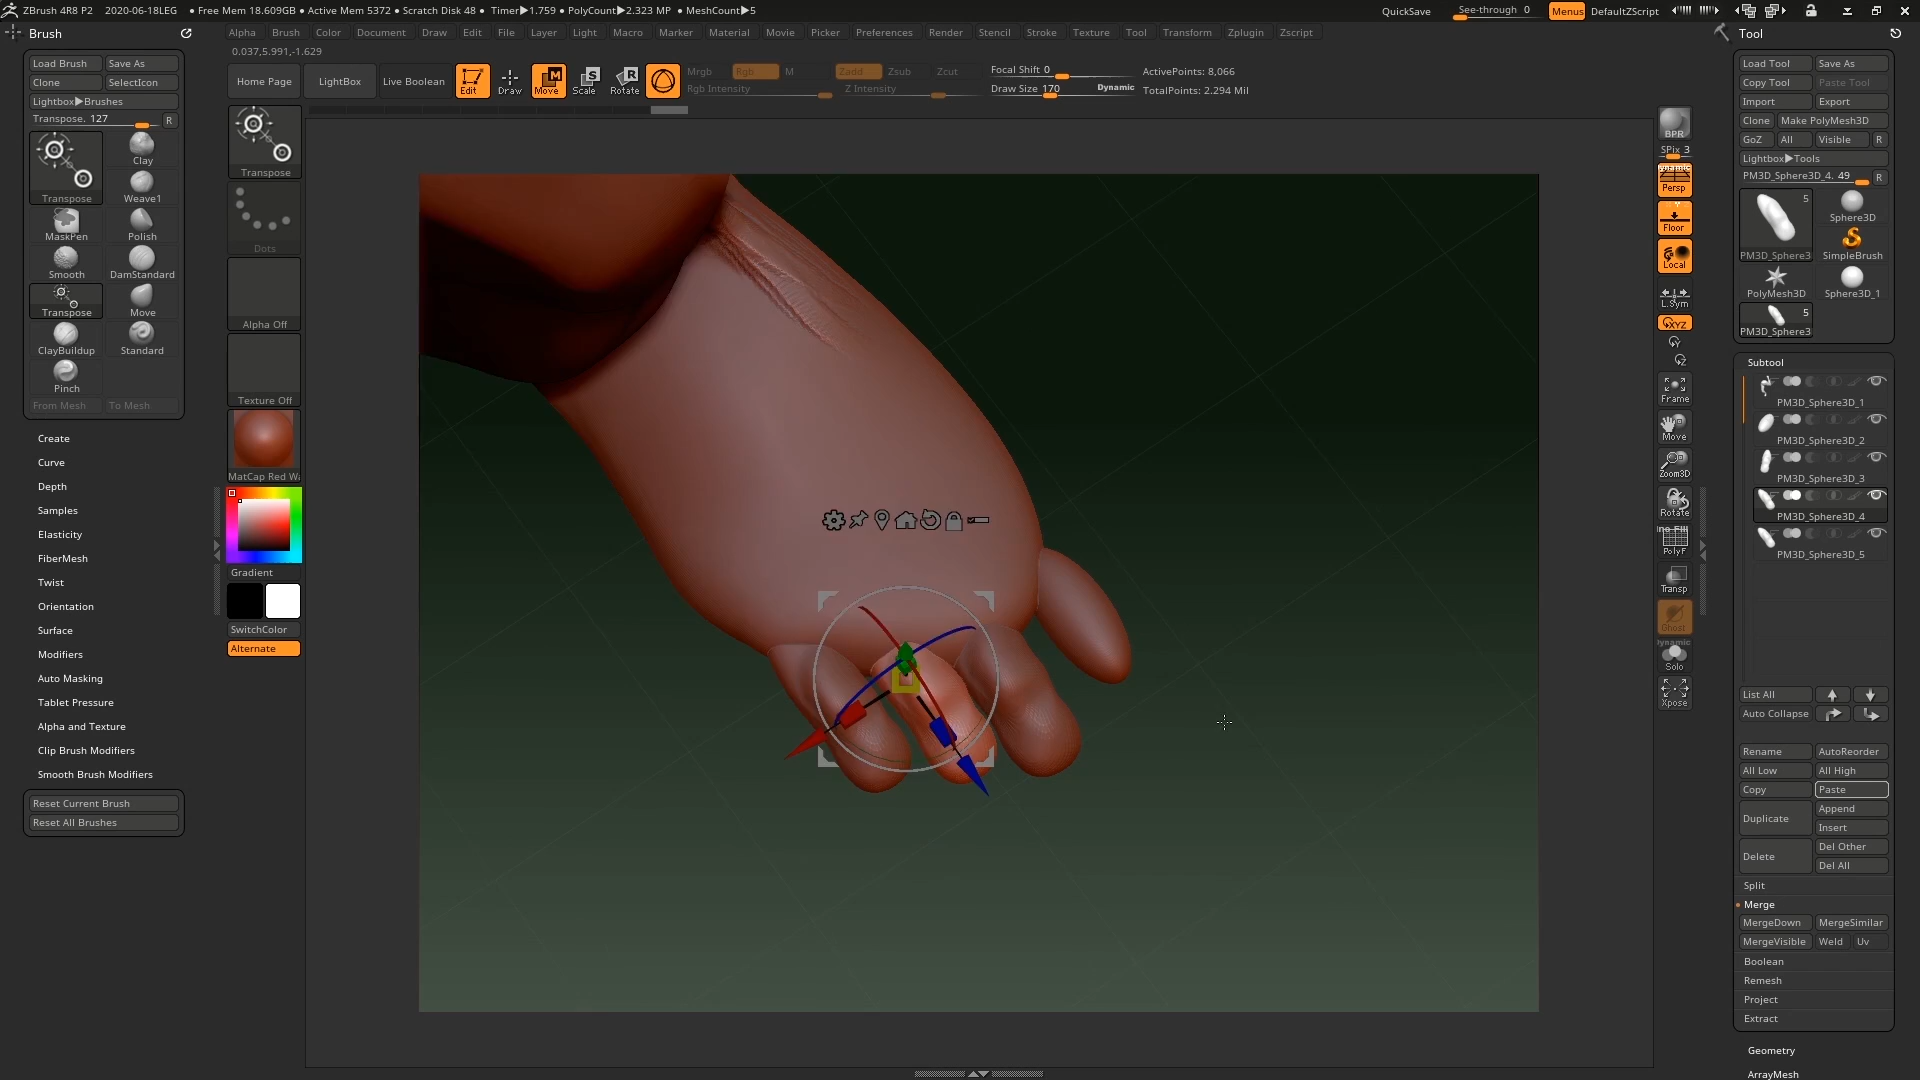 ZBrush 4R8 P2 2020-06-18LEG • Free Mem 18.609GB • Active Mem 5372 • Scratch Disk 48 • Timer▶1.759 • PolyCount▶2.323 MP • MeshCount▶5 QuickSave See-through 0 Menus DefaultZScript
Brush Alpha Brush Color Document Draw Edit File Layer Light Macro Marker Material Movie Picker Preferences Render Stencil Stroke Texture Tool Transform Zplugin Zscript Tool
0.037,5.991,-1.629
Load Brush Save As
Clone SelectIcon
Lightbox▶Brushes
Transpose. 127 R
Transpose
Clay
Weave1
MaskPen
Polish
Smooth
DamStandard
Transpose
Move
ClayBuildup
Standard
Pinch
From Mesh To Mesh
Create
Curve
Depth
Samples
Elasticity
FiberMesh
Twist
Orientation
Surface
Modifiers
Auto Masking
Tablet Pressure
Alpha and Texture
Clip Brush Modifiers
Smooth Brush Modifiers
Reset Current Brush
Reset All Brushes
Home Page LightBox Live Boolean Edit Draw Move Scale Rotate
Mrgb Rgb M Zadd Zsub Zcut
Rgb Intensity Z Intensity
Focal Shift 0
Draw Size 170 Dynamic
ActivePoints: 8,066
TotalPoints: 2.294 Mil
Transpose
Dots
Alpha Off
Texture Off
MatCap Red Wa
Gradient
SwitchColor
Alternate
BPR
SPix 3
Persp
Floor
Local
L.Sym
XYZ
Frame
Move
Zoom3D
Rotate
PolyF
Transp
Ghost
Dynamic
Solo
Xpose
Load Tool Save As
Copy Tool Paste Tool
Import Export
Clone Make PolyMesh3D
GoZ All Visible R
Lightbox▶Tools
PM3D_Sphere3D_4. 49 R
5
PM3D_Sphere3
Sphere3D
SimpleBrush
PolyMesh3D Sphere3D_1
5
PM3D_Sphere3
Subtool
PM3D_Sphere3D_1
PM3D_Sphere3D_2
PM3D_Sphere3D_3
PM3D_Sphere3D_4
PM3D_Sphere3D_5
List All
Auto Collapse
Rename AutoReorder
All Low All High
Copy Paste
Duplicate Append
Insert
Delete Del Other
Del All
Split
Merge
MergeDown MergeSimilar
MergeVisible Weld Uv
Boolean
Remesh
Project
Extract
Geometry
ArrayMesh